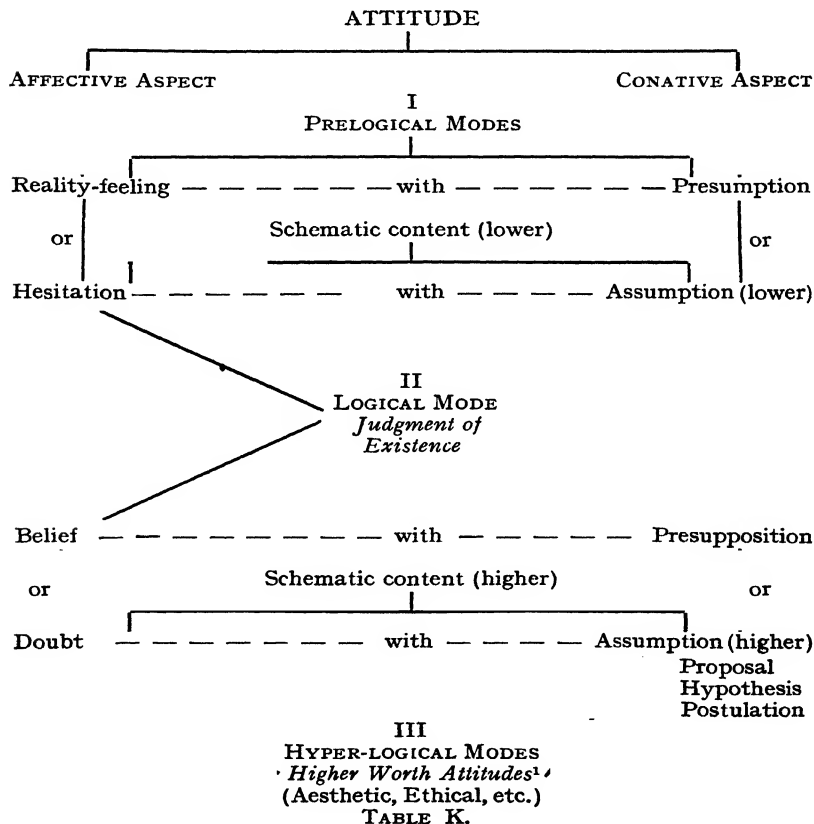 ATTITUDE
AFFECTIVE ASPECT CONATIVE ASPECT
I
PRELOGICAL MODES
Reality-feeling — — — — — with — — — — — Presumption
or Schematic content (lower) or
Hesitation — — — — — with — — — — Assumption (lower)
II
LOGICAL MODE
Judgment of
Existence
Belief — — — — — — — with — — — — — Presupposition
or Schematic content (higher) or
Doubt — — — — — — with — — — — Assumption (higher)
Proposal
Hypothesis
Postulation
III
HYPER-LOGICAL MODES
Higher Worth Attitudes¹
(Aesthetic, Ethical, etc.)
TABLE K.